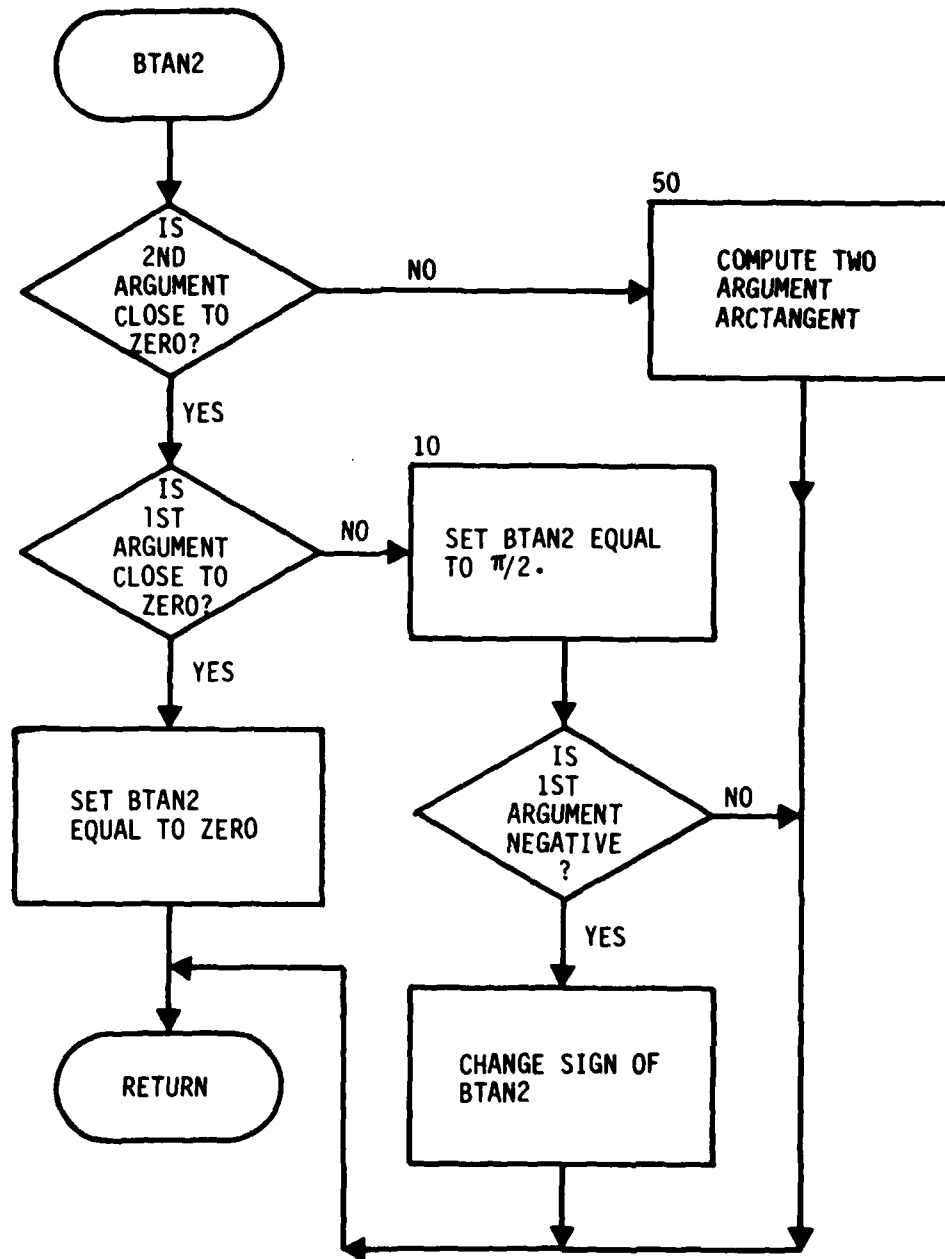 BTAN2
IS
2ND
ARGUMENT
CLOSE TO
ZERO?
NO
50
COMPUTE TWO
ARGUMENT
ARCTANGENT
YES
IS
1ST
ARGUMENT
CLOSE TO
ZERO?
NO
10
SET BTAN2 EQUAL
TO π/2.
YES
SET BTAN2
EQUAL TO ZERO
IS
1ST
ARGUMENT
NEGATIVE
?
NO
YES
CHANGE SIGN OF
BTAN2
RETURN